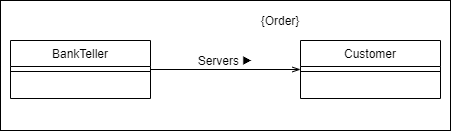 {Order}
BankTeller
Servers ▶
Customer